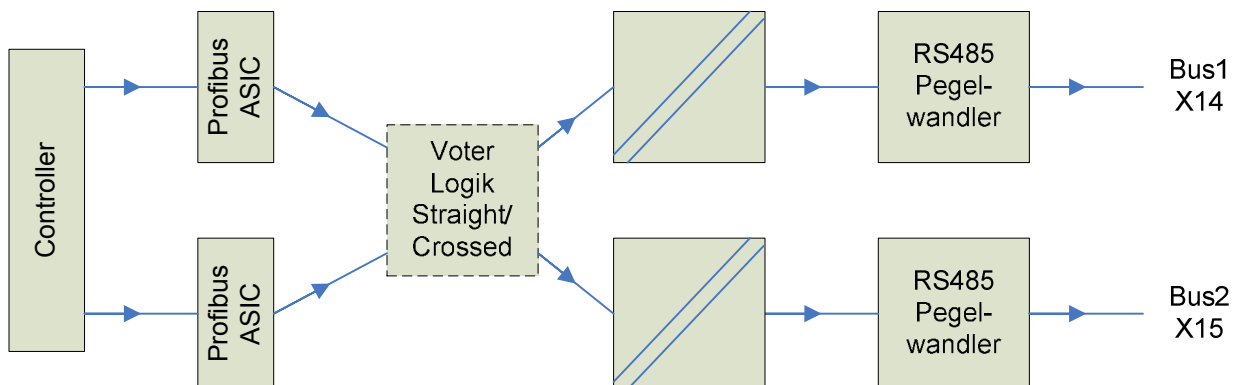 Controller
Profibus
ASIC
Profibus
ASIC
Voter
Logik
Straight/
Crossed
RS485
Pegel-
wandler
Bus1
X14
RS485
Pegel-
wandler
Bus2
X15